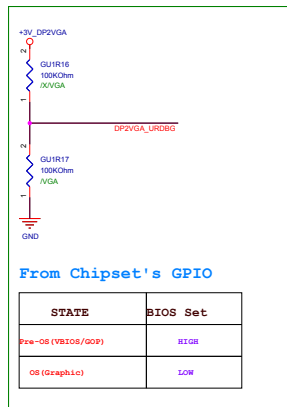 +3V_DP2VGA
2
GU1R16
100KOhm
/X/VGA
1
DP2VGA_URDBG
2
GU1R17
100KOhm
/VGA
1
GND
From Chipset's GPIO
STATE BIOS Set
Pre-OS(VBIOS/GOP) HIGH
OS(Graphic) LOW